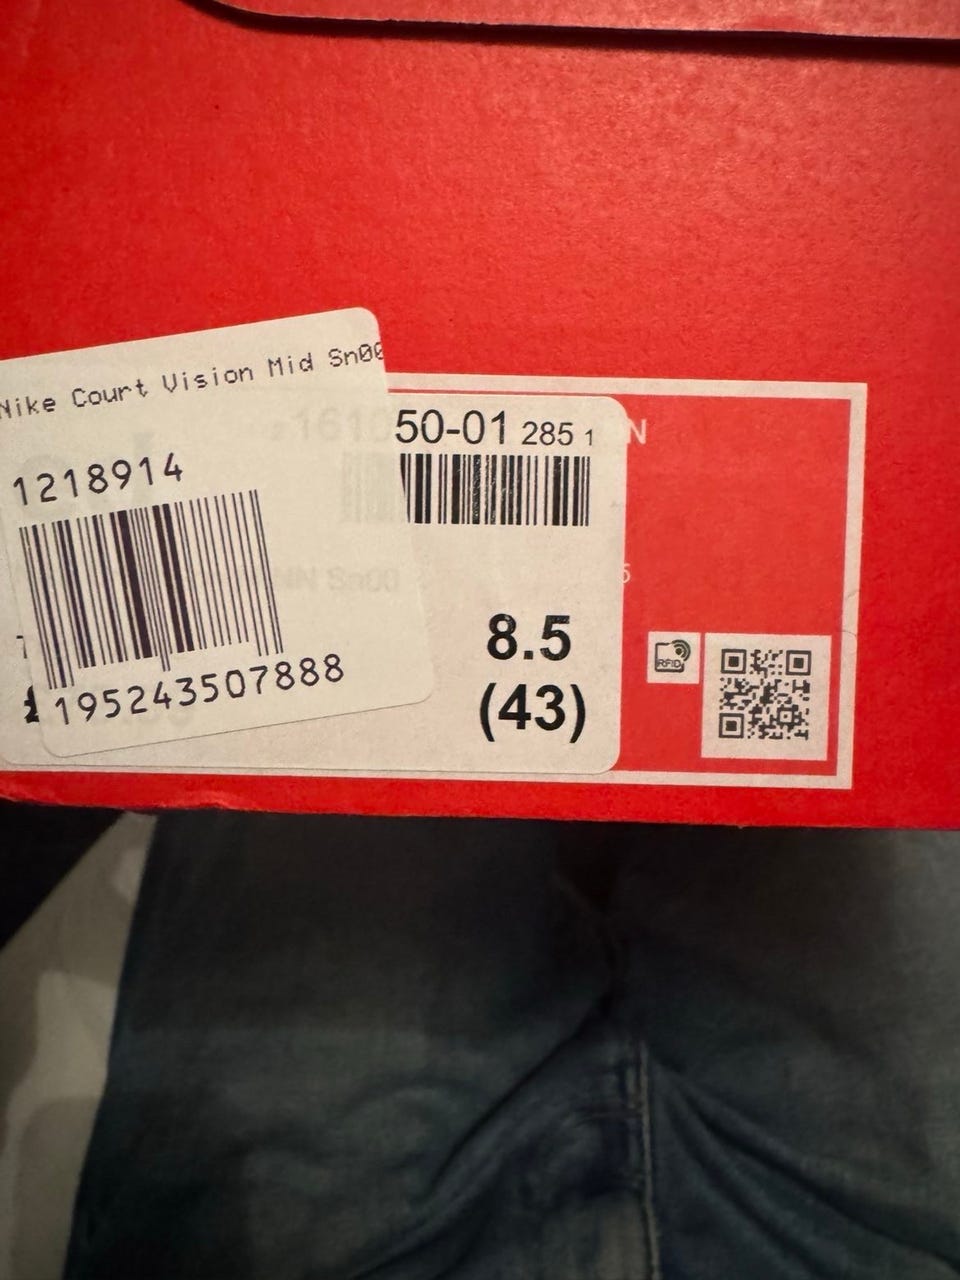 Nike Court Vision Mid Sn00
50-01 285 1
1218914
8.5
(43)
195243507888
RFID